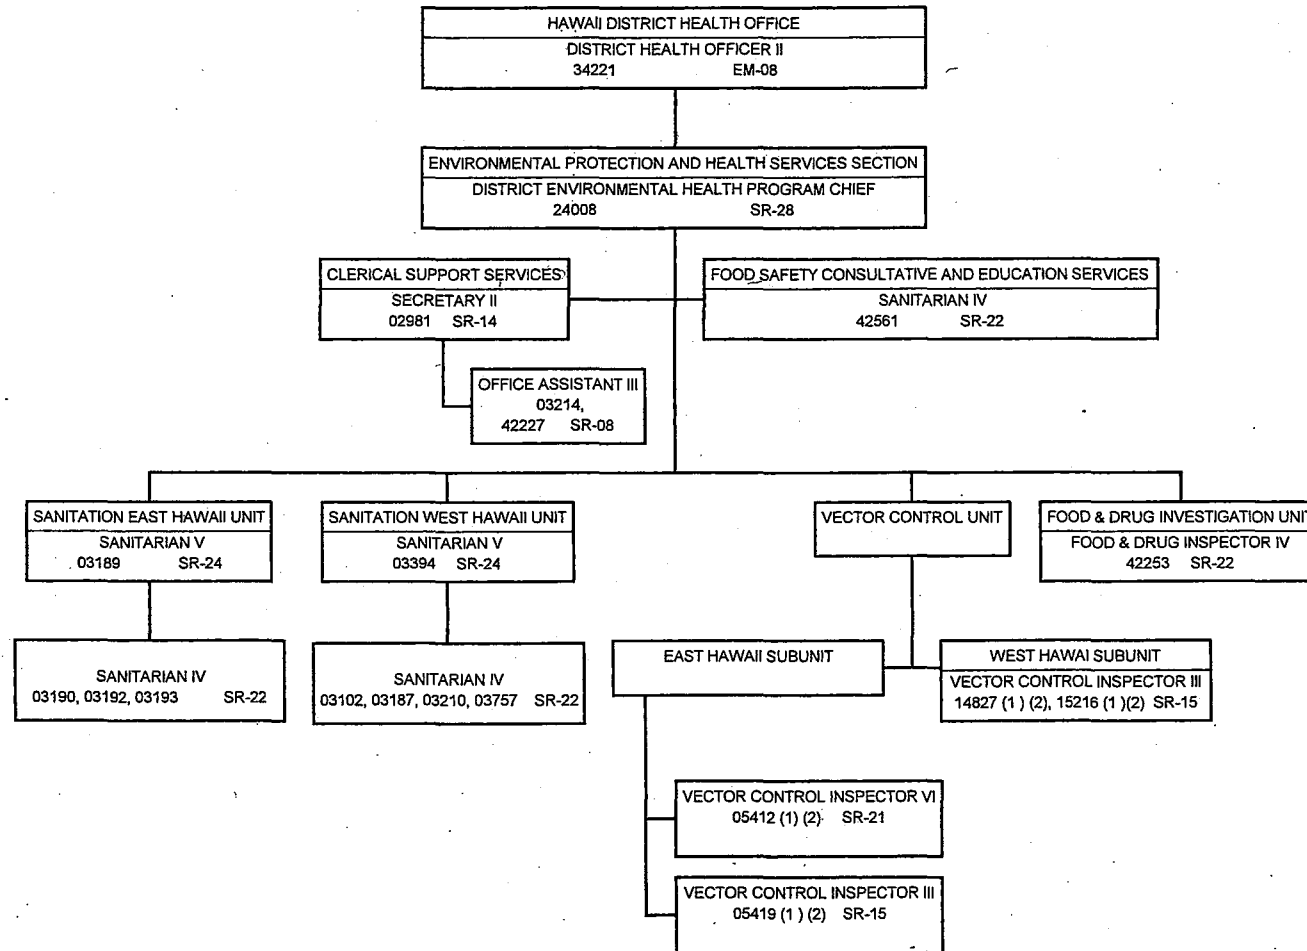 HAWAII DISTRICT HEALTH OFFICE
DISTRICT HEALTH OFFICER II
34221 EM-08
ENVIRONMENTAL PROTECTION AND HEALTH SERVICES SECTION
DISTRICT ENVIRONMENTAL HEALTH PROGRAM CHIEF
24008 SR-28
CLERICAL SUPPORT SERVICES
SECRETARY II
02981 SR-14
FOOD SAFETY CONSULTATIVE AND EDUCATION SERVICES
SANITARIAN IV
42561 SR-22
OFFICE ASSISTANT III
03214,
42227 SR-08
SANITATION EAST HAWAII UNIT
SANITARIAN V
03189 SR-24
SANITATION WEST HAWAII UNIT
SANITARIAN V
03394 SR-24
VECTOR CONTROL UNIT
FOOD & DRUG INVESTIGATION UNIT
FOOD & DRUG INSPECTOR IV
42253 SR-22
SANITARIAN IV
03190, 03192, 03193 SR-22
SANITARIAN IV
03102, 03187, 03210, 03757 SR-22
EAST HAWAII SUBUNIT
WEST HAWAI SUBUNIT
VECTOR CONTROL INSPECTOR III
14827 (1 ) (2), 15216 (1 )(2) SR-15
VECTOR CONTROL INSPECTOR VI
05412 (1) (2) SR-21
VECTOR CONTROL INSPECTOR III
05419 (1 ) (2) SR-15